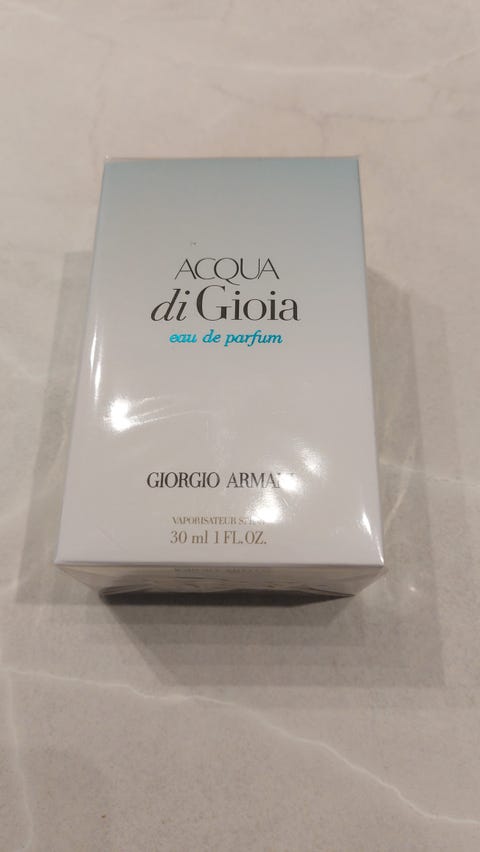 ACQUA
di Gioia
eau de parfum
GIORGIO
VAPORISATEUR
30 ml 1 FL.OZ.